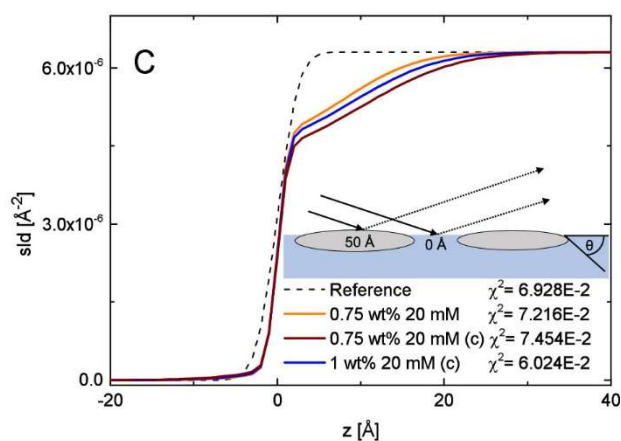 C
6.0x10⁻⁶
3.0x10⁻⁶
0.0
sld [Å⁻²]
50 Å
0 Å
θ
Reference χ²= 6.928E-2
0.75 wt% 20 mM χ²= 7.216E-2
0.75 wt% 20 mM (c) χ²= 7.454E-2
1 wt% 20 mM (c) χ²= 6.024E-2
-20
0
20
40
z [Å]